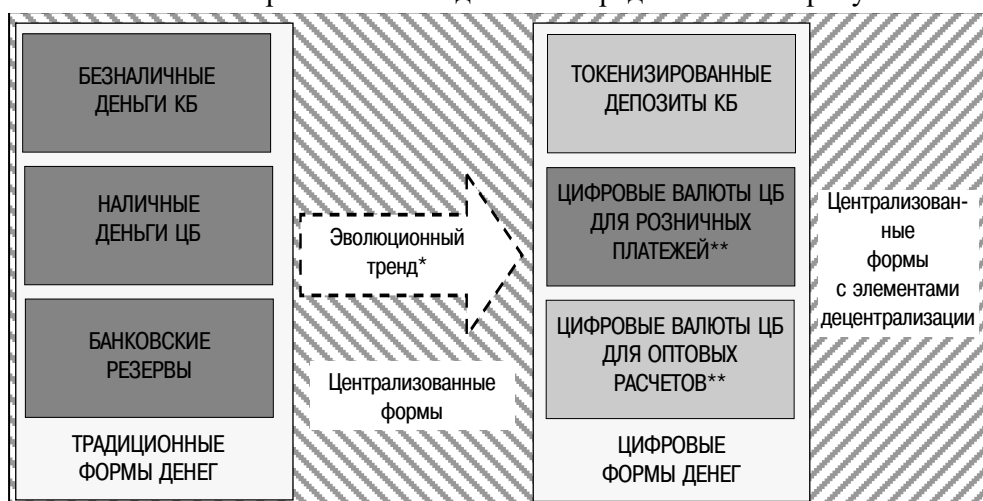 БЕЗНАЛИЧНЫЕ
ДЕНЬГИ КБ
НАЛИЧНЫЕ
ДЕНЬГИ ЦБ
БАНКОВСКИЕ
РЕЗЕРВЫ
ТРАДИЦИОННЫЕ
ФОРМЫ ДЕНЕГ
Эволюционный
тренд*
Централизованные
формы
ТОКЕНИЗИРОВАННЫЕ
ДЕПОЗИТЫ КБ
ЦИФРОВЫЕ ВАЛЮТЫ ЦБ
ДЛЯ РОЗНИЧНЫХ
ПЛАТЕЖЕЙ**
ЦИФРОВЫЕ ВАЛЮТЫ ЦБ
ДЛЯ ОПТОВЫХ
РАСЧЕТОВ**
ЦИФРОВЫЕ
ФОРМЫ ДЕНЕГ
Централизован-
ные
формы
с элементами
децентрализации